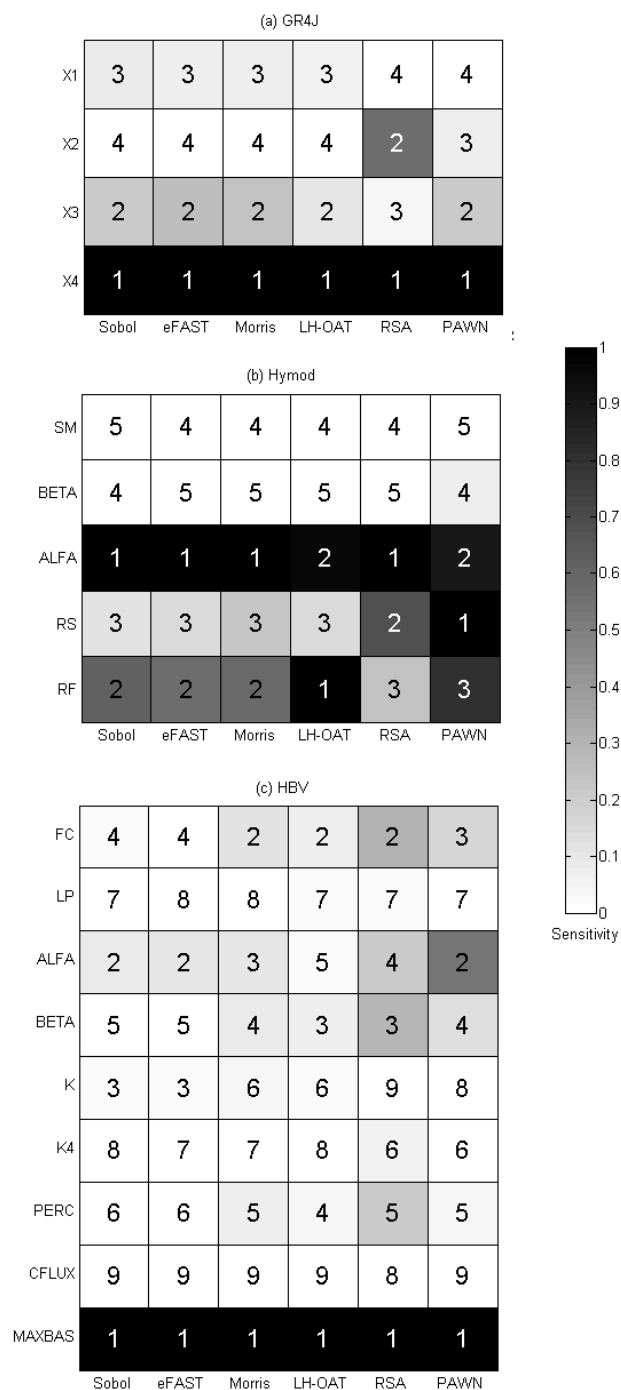 (a) GR4J
X1 3 3 3 3 4 4
X2 4 4 4 4 2 3
X3 2 2 2 2 3 2
X4 1 1 1 1 1 1
Sobol eFAST Morris LH-OAT RSA PAWN
(b) Hymod
SM 5 4 4 4 4 5
BETA 4 5 5 5 5 4
ALFA 1 1 1 2 1 2
RS 3 3 3 3 2 1
RF 2 2 2 1 3 3
Sobol eFAST Morris LH-OAT RSA PAWN
(c) HBV
FC 4 4 2 2 2 3
LP 7 8 8 7 7 7
ALFA 2 2 3 5 4 2
BETA 5 5 4 3 3 4
K 3 3 6 6 9 8
K4 8 7 7 8 6 6
PERC 6 6 5 4 5 5
CFLUX 9 9 9 9 8 9
MAXBAS 1 1 1 1 1 1
Sobol eFAST Morris LH-OAT RSA PAWN
1
0.9
0.8
0.7
0.6
0.5
0.4
0.3
0.2
0.1
0
Sensitivity